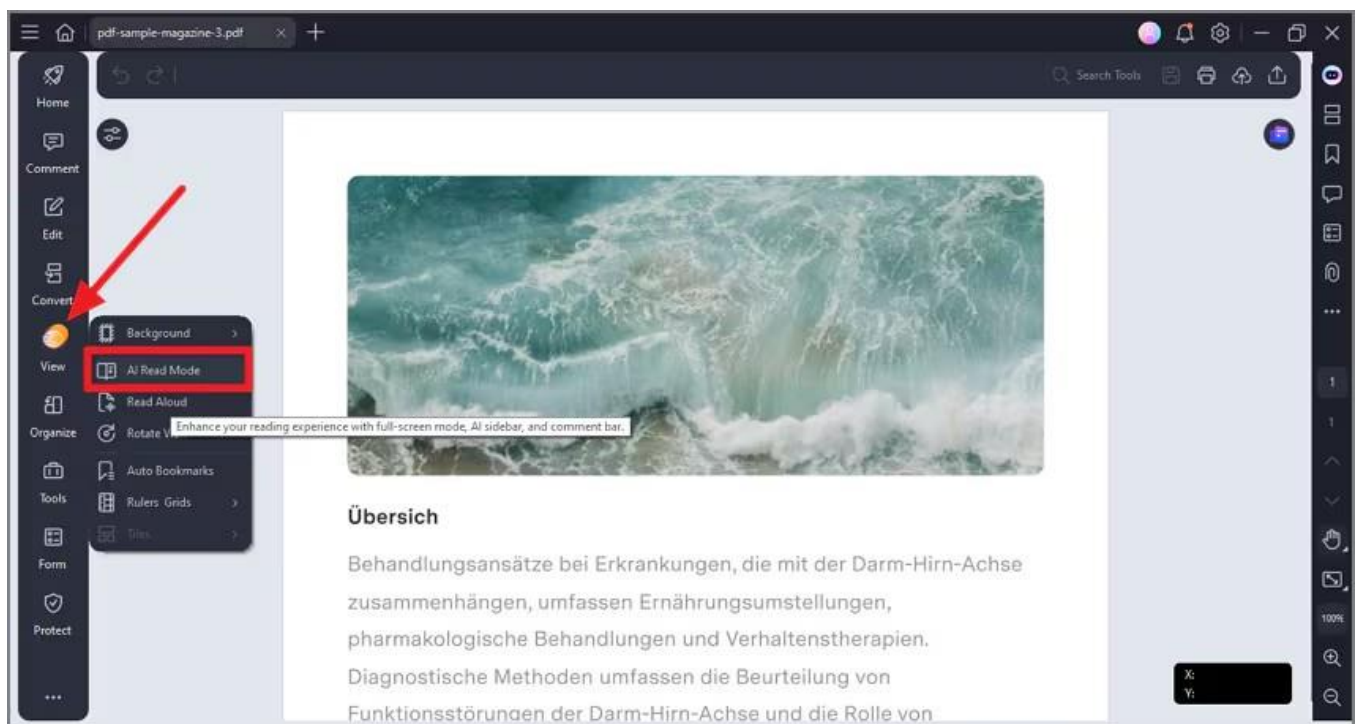 pdf-sample-magazine-3.pdf
Search Tools
Home
Comment
Edit
Convert
View
Organize
Tools
Form
Protect
Background
AI Read Mode
Read Aloud
Rotate
Enhance your reading experience with full-screen mode, AI sidebar, and comment bar.
Auto Bookmarks
Rulers Grids
Tiles
Übersich
Behandlungsansätze bei Erkrankungen, die mit der Darm-Hirn-Achse
zusammenhängen, umfassen Ernährungsumstellungen,
pharmakologische Behandlungen und Verhaltenstherapien.
Diagnostische Methoden umfassen die Beurteilung von
Funktionsstörungen der Darm-Hirn-Achse und die Rolle von
1
1
100%
X:
Y: